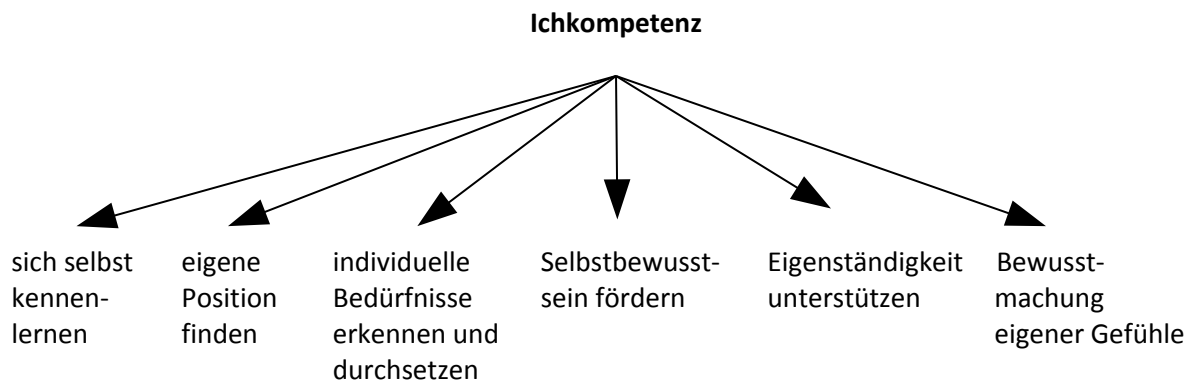 Ichkompetenz
sich selbst
kennen-
lernen
eigene
Position
finden
individuelle
Bedürfnisse
erkennen und
durchsetzen
Selbstbewusst-
sein fördern
Eigenständigkeit
unterstützen
Bewusst-
machung
eigener Gefühle